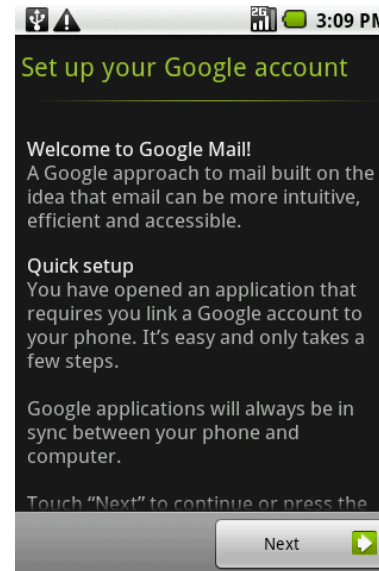 2G 3:09 PM
Set up your Google account
Welcome to Google Mail!
A Google approach to mail built on the
idea that email can be more intuitive,
efficient and accessible.
Quick setup
You have opened an application that
requires you link a Google account to
your phone. It’s easy and only takes a
few steps.
Google applications will always be in
sync between your phone and
computer.
Touch “Next” to continue or press the
Next